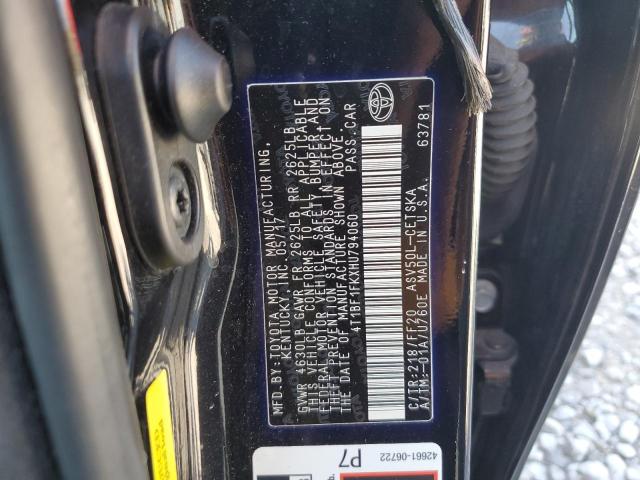 MFD.BY:TOYOTA MOTOR MANUFACTURING,
KENTUCKY, INC. 05/17
GVWR 4630LB GAWR FR 2625LB RR 2625LB
THIS VEHICLE CONFORMS TO ALL APPLICABLE
FEDERAL MOTOR VEHICLE SAFETY, BUMPER AND
THEFT PREVENTION STANDARDS IN EFFECT ON
THE DATE OF MANUFACTURE SHOWN ABOVE.
4T1BF1FKXHU794060 PASS.CAR
C/TR:218/FF20 ASV50L-CETSKA
A/TM:-01A/U760E MADE IN U.S.A. 63781
42661-06722
P7